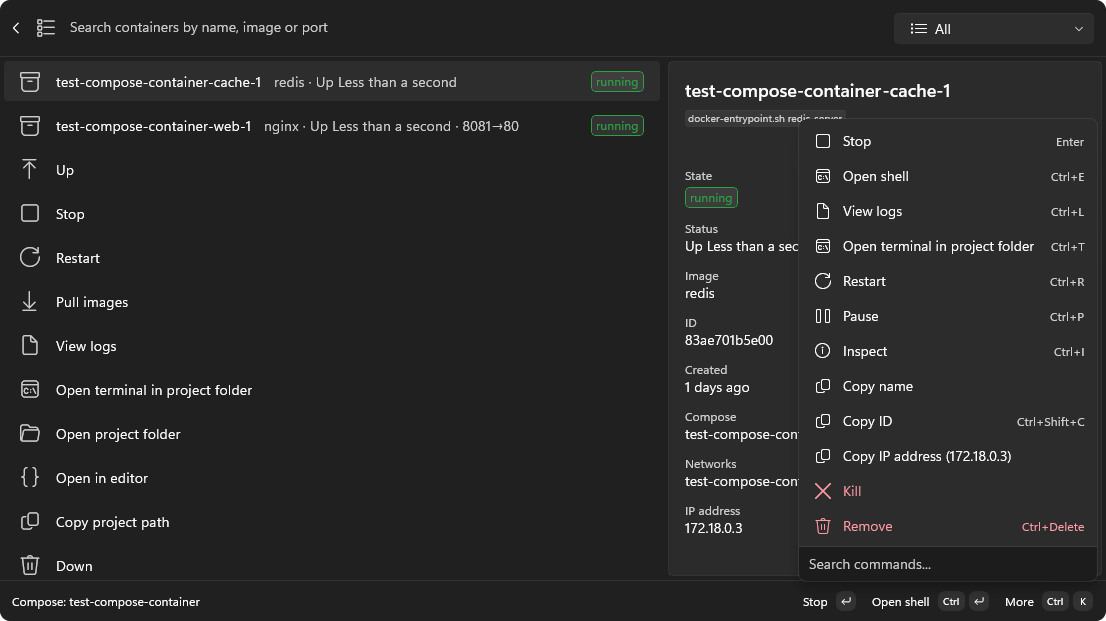 Search containers by name, image or port
All
test-compose-container-cache-1 redis · Up Less than a second running
test-compose-container-web-1 nginx · Up Less than a second · 8081→80 running
Up
Stop
Restart
Pull images
View logs
Open terminal in project folder
Open project folder
Open in editor
Copy project path
Down
test-compose-container-cache-1
docker-entrypoint.sh redis-server
State
running
Status
Up Less than a sec
Image
redis
ID
83ae701b5e00
Created
1 days ago
Compose
test-compose-cont
Networks
test-compose-cont
IP address
172.18.0.3
Stop Enter
Open shell Ctrl+E
View logs Ctrl+L
Open terminal in project folder Ctrl+T
Restart Ctrl+R
Pause Ctrl+P
Inspect Ctrl+I
Copy name
Copy ID Ctrl+Shift+C
Copy IP address (172.18.0.3)
Kill
Remove Ctrl+Delete
Search commands...
Compose: test-compose-container
Stop ↵ Open shell Ctrl ↵ More Ctrl K